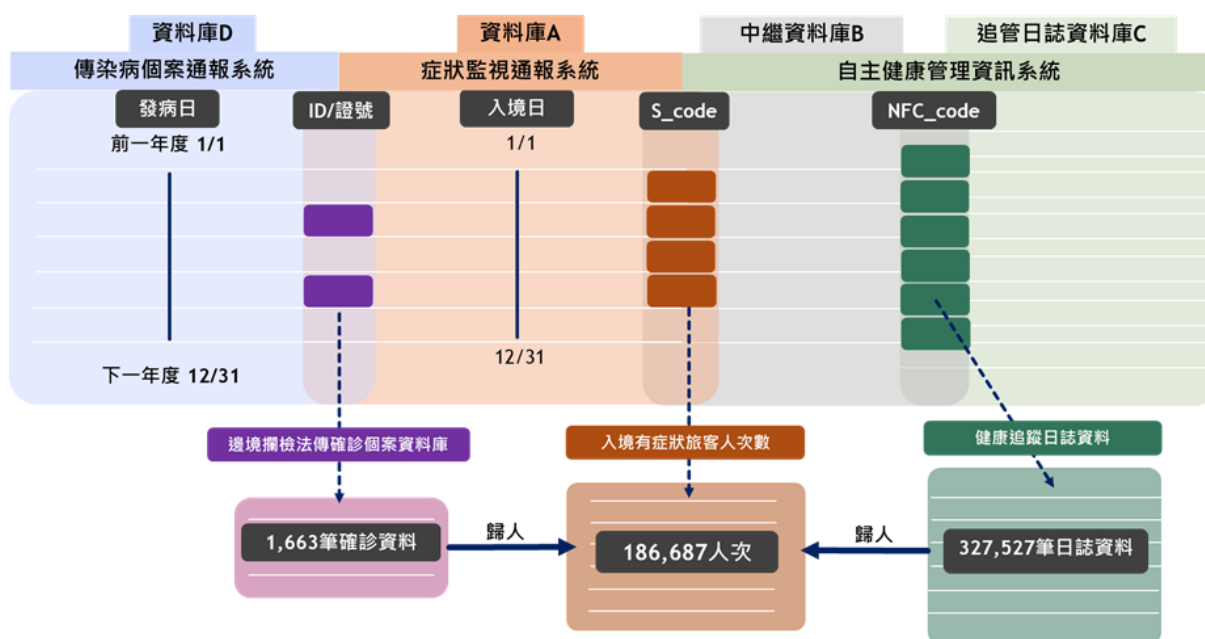 資料庫D
資料庫A
中繼資料庫B
追管日誌資料庫C
傳染病個案通報系統
症狀監視通報系統
自主健康管理資訊系統
發病日
ID/證號
入境日
S_code
NFC_code
前一年度 1/1
1/1
12/31
下一年度 12/31
邊境攔檢法傳確診個案資料庫
入境有症狀旅客人次數
健康追蹤日誌資料
1,663筆確診資料
歸人
186,687人次
歸人
327,527筆日誌資料